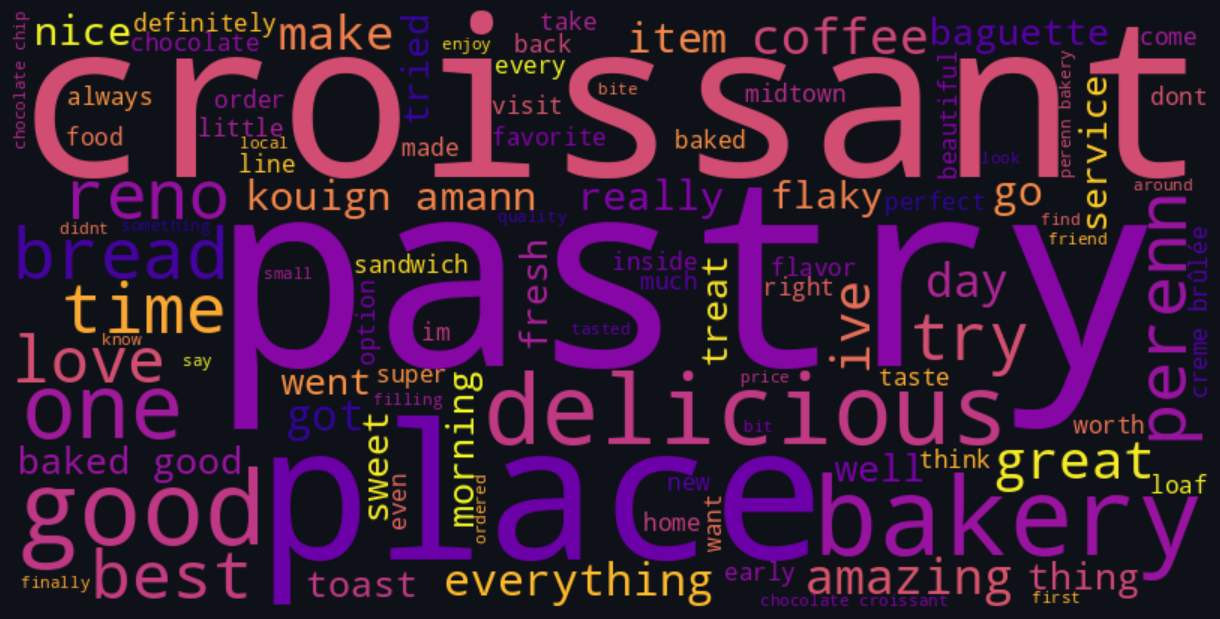 croissant
pastry
place
chocolate chip
nice
definitely
chocolate
make
tried
enjoy
take
back
every
item
coffee
baguette
come
always
order
bite
visit
midtown
beautiful
perenn bakery
service
dont
food
little
local
line
made
favorite
baked
look
reno
kouign amann
really
flaky
perfect
go
around
didnt
something
quality
find
friend
bread
small
sandwich
fresh
inside
much
treat
flavor
right
ive
day
perenn
creme brûlée
time
option
im
tasted
try
know
love
say
went
super
filling
morning
delicious
price
taste
one
got
sweet
bit
worth
baked good
even
ordered
new
well
think
great
loaf
good
home
want
bakery
finally
best
toast
everything
early
amazing
thing
chocolate croissant
first